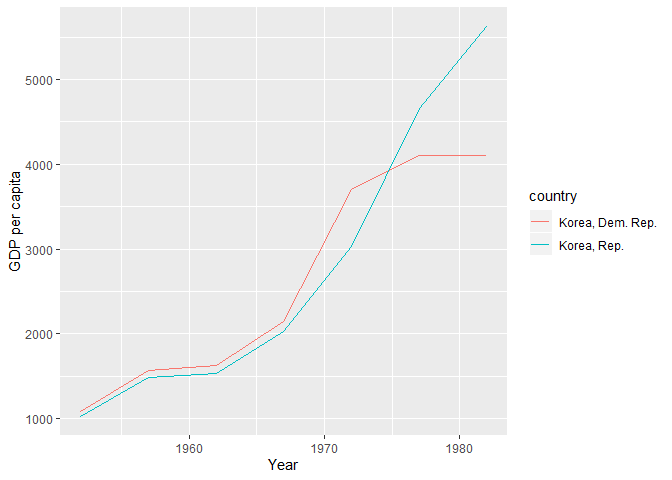 5000
4000
3000
2000
1000
GDP per capita
1960 1970 1980
Year
country
Korea, Dem. Rep.
Korea, Rep.